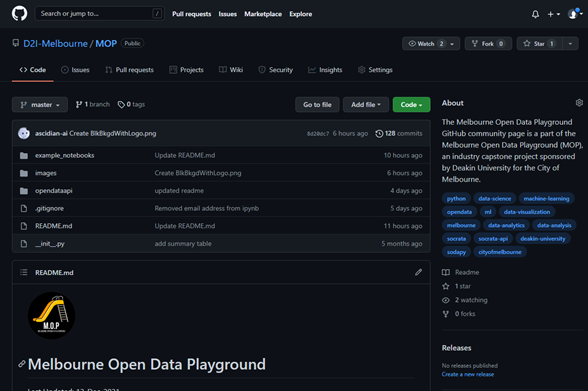 Search or jump to... /
Pull requests Issues Marketplace Explore
D2I-Melbourne / MOP Public
Watch 2 Fork 0 Star 1
Code Issues Pull requests Projects Wiki Security Insights Settings
master 1 branch 0 tags Go to file Add file Code
ascidian-ai Create BlkBkgdWithLogo.png 6 hours ago 128 commits
example_notebooks Update README.md 10 hours ago
images Create BlkBkgdWithLogo.png 6 hours ago
opendataapi updated readme 4 days ago
.gitignore Removed email address from ipynb 5 days ago
README.md Update README.md 11 hours ago
__init__.py add summary table 5 months ago
README.md
M.O.P
Melbourne Open Data Playground
About
The Melbourne Open Data Playground
GitHub community page is a part of the
Melbourne Open Data Playground (MOP),
an industry capstone project sponsored
by Deakin University for the City of
Melbourne.
python data-science machine-learning
opendata ml data-visualization
melbourne data-analytics data-analysis
socrata socrata-api deakin-university
sodapy cityofmelbourne
Readme
1 star
2 watching
0 forks
Releases
No releases published
Create a new release